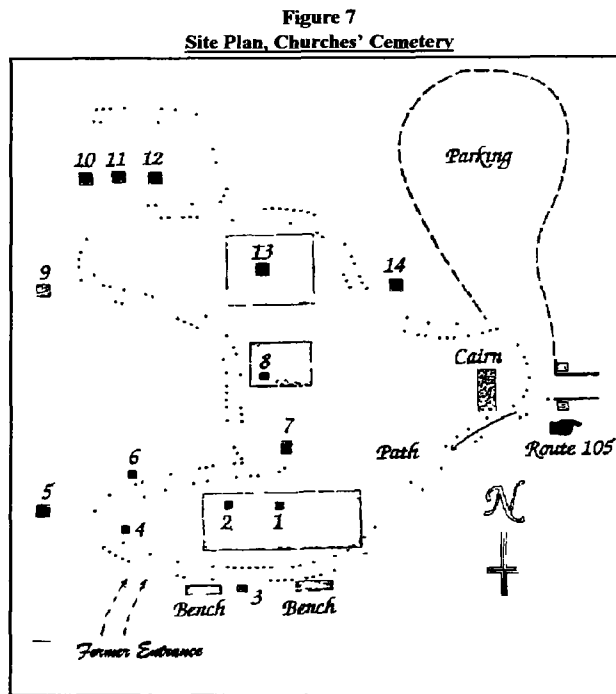 Figure 7
Site Plan, Churches' Cemetery
Parking
10 11 12
13
9
14
8
Cairn
7
Path
Route 105
6
5
2 1
4
N
3
Bench
Bench
Former Entrance